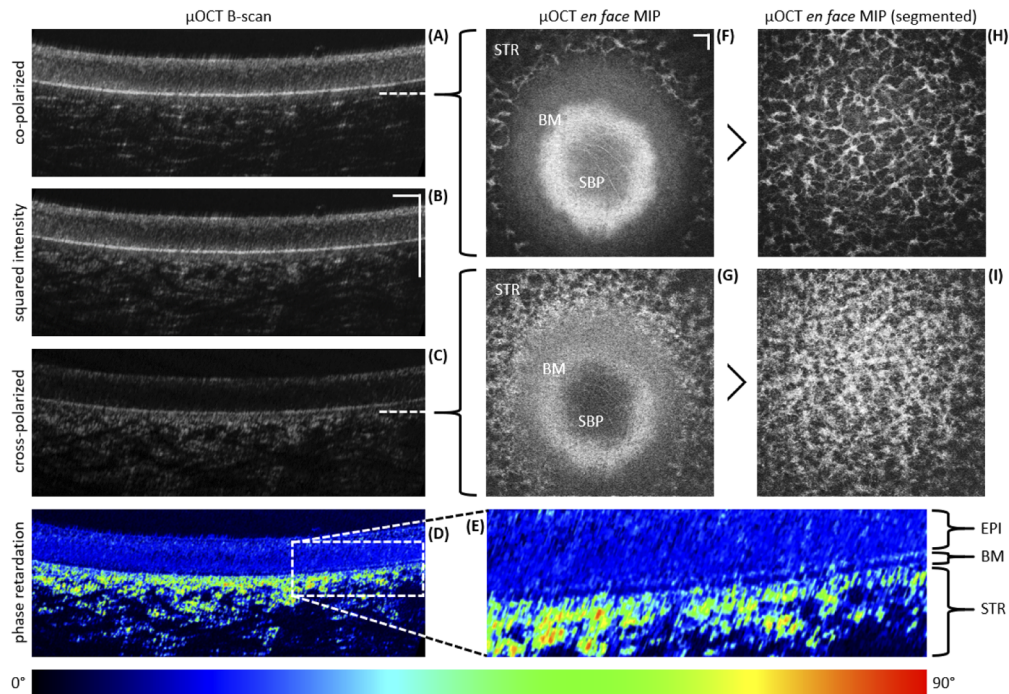 μOCT B-scan
μOCT en face MIP
μOCT en face MIP (segmented)
co-polarized
(A)
STR
(F)
BM
SBP
(H)
squared intensity
(B)
cross-polarized
(C)
STR
(G)
BM
SBP
(I)
phase retardation
(D)
(E)
EPI
BM
STR
0°
90°